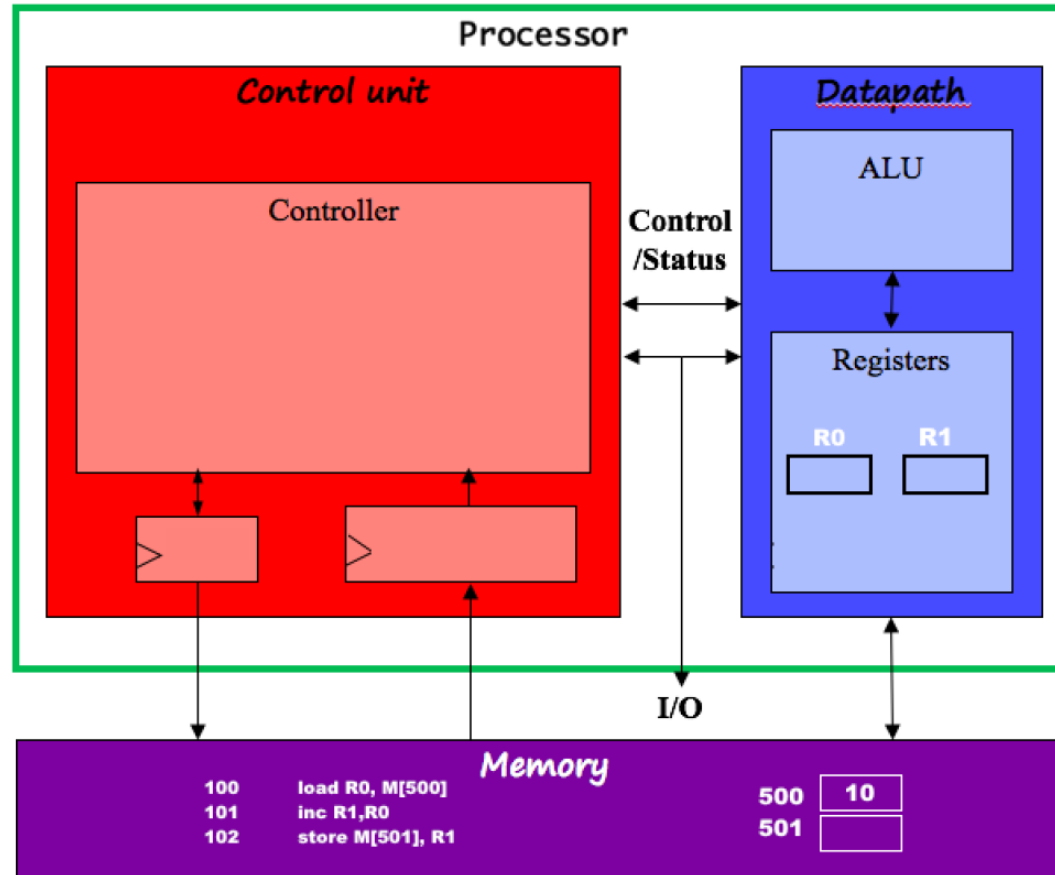 Processor
Control unit
Datapath
Controller
ALU
Control
/Status
Registers
R0 R1
I/O
Memory
100 load R0, M[500]
101 inc R1,R0
102 store M[501], R1
500 10
501